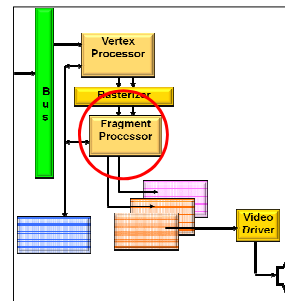 Vertex
Processor
B
u
s
Rasterizer
Fragment
Processor
Video
Driver